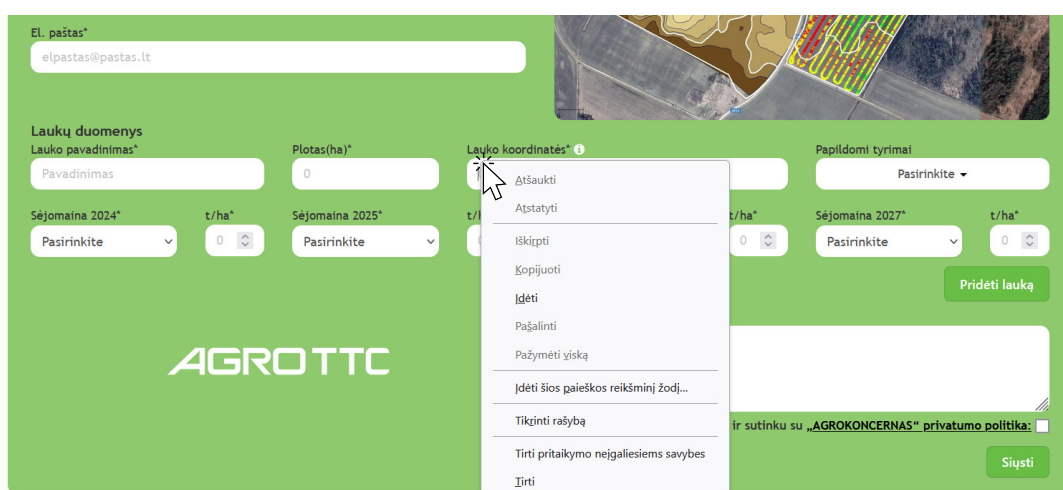 El. paštas*
elpastas@pastas.lt
Laukų duomenys
Lauko pavadinimas*
Plotas(ha)*
Lauko koordinatės*
Papildomi tyrimai
Pavadinimas
0
Pasirinkite
Sėjomaina 2024*
t/ha*
Sėjomaina 2025*
t/ha*
Sėjomaina 2027*
t/ha*
Pasirinkite
0
Pasirinkite
0
Pasirinkite
0
Atšaukti
Atstatyti
Iškirpti
Kopijuoti
Įdėti
Pašalinti
Pažymėti viską
Įdėti šios paieškos reikšminį žodį...
Tikrinti rašybą
Tirti pritaikymo neįgaliesiems savybes
Tirti
Pridėti lauką
AGROTTC
ir sutinku su „AGROKONCERNAS“ privatumo politika:
Siųsti